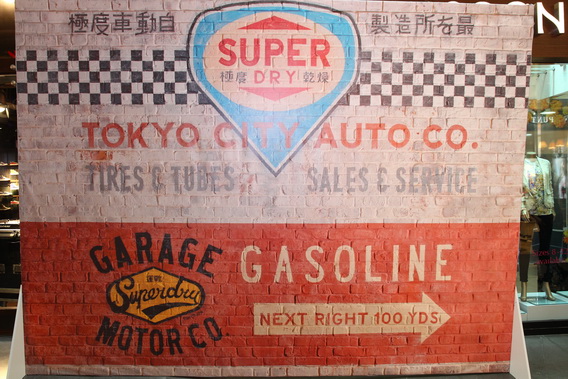 極度車動自
製造所を最
SUPER
極度 DRY 乾燥
TOKYO CITY AUTO CO.
TIRES & TUBES
SALES & SERVICE
GARAGE
Superdry
MOTOR CO.
GASOLINE
NEXT RIGHT 100 YDS